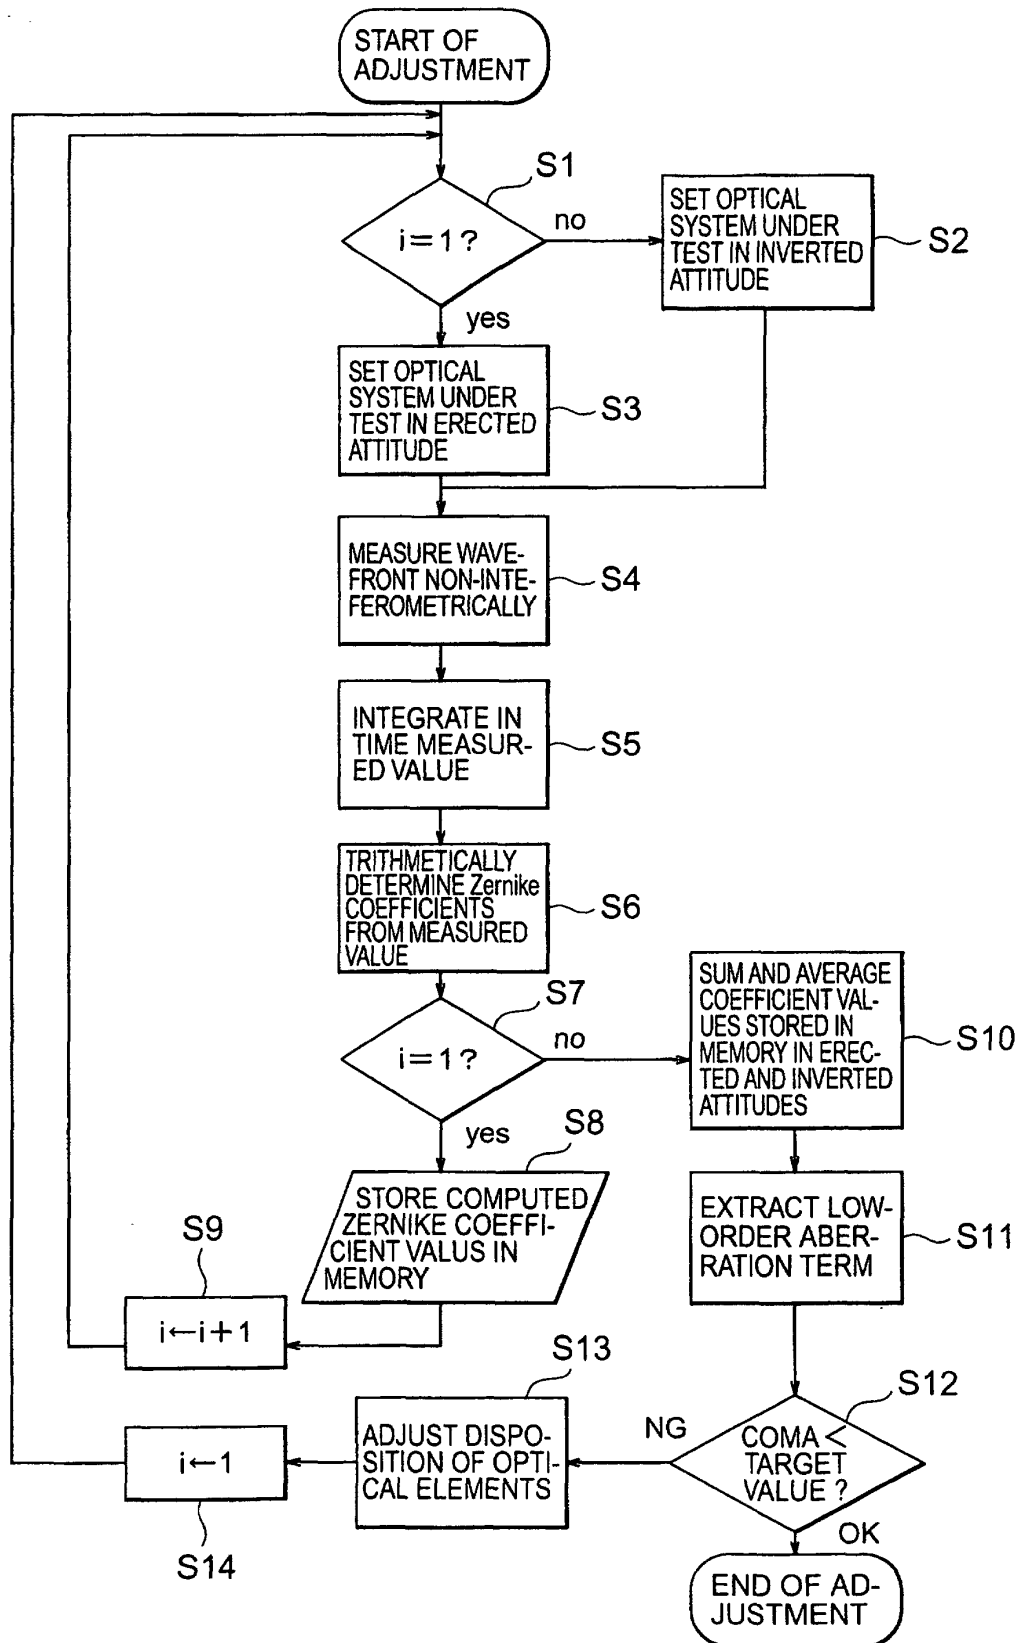 START OF
ADJUSTMENT
S1
i=1?
no
yes
SET OPTICAL
SYSTEM UNDER
TEST IN INVERTED
ATTITUDE
S2
SET OPTICAL
SYSTEM UNDER
TEST IN ERECTED
ATTITUDE
S3
MEASURE WAVE-
FRONT NON-INTE-
FEROMETRICALLY
S4
INTEGRATE IN
TIME MEASUR-
ED VALUE
S5
TRITHMETICALLY
DETERMINE Zernike
COEFFICIENTS
FROM MEASURED
VALUE
S6
S7
i=1?
no
yes
SUM AND AVERAGE
COEFFICIENT VAL-
UES STORED IN
MEMORY IN EREC-
TED AND INVERTED
ATTITUDES
S10
S8
STORE COMPUTED
ZERNIKE COEFFI-
CIENT VALUS IN
MEMORY
EXTRACT LOW-
ORDER ABER-
RATION TERM
S11
S9
i←i+1
S12
COMA <
TARGET
VALUE ?
NG
OK
S13
ADJUST DISPO-
SITION OF OPTI-
CAL ELEMENTS
i←1
S14
END OF AD-
JUSTMENT